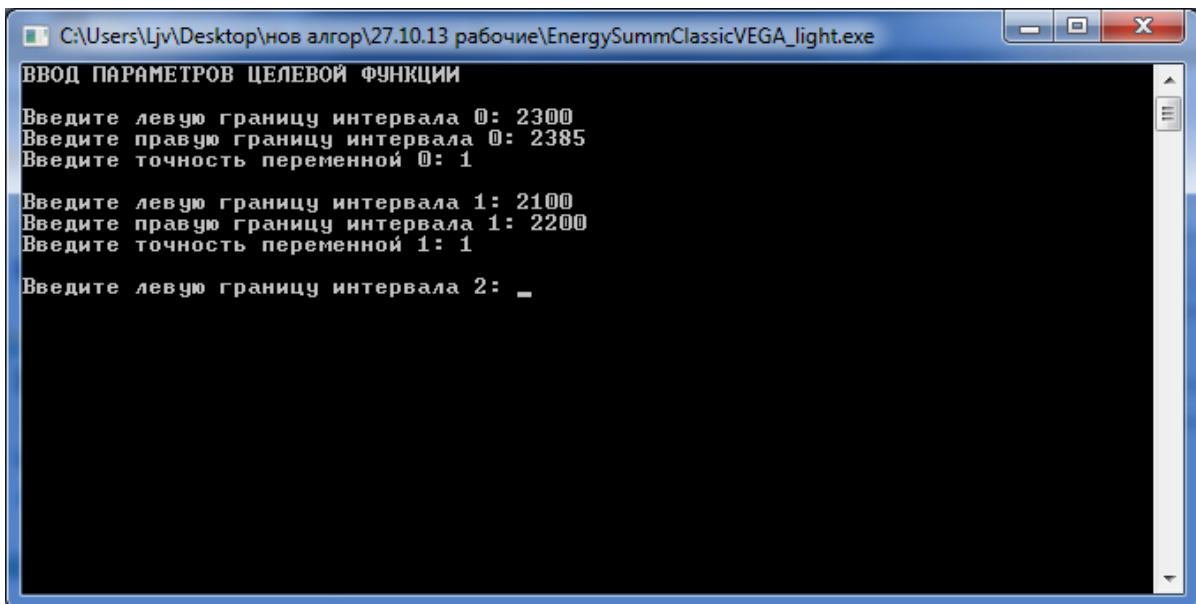 C:\Users\Ljv\Desktop\нов алгор\27.10.13 рабочие\EnergySummClassicVEGA_light.exe
ВВОД ПАРАМЕТРОВ ЦЕЛЕВОЙ ФУНКЦИИ
Введите левую границу интервала 0: 2300
Введите правую границу интервала 0: 2385
Введите точность переменной 0: 1
Введите левую границу интервала 1: 2100
Введите правую границу интервала 1: 2200
Введите точность переменной 1: 1
Введите левую границу интервала 2: _